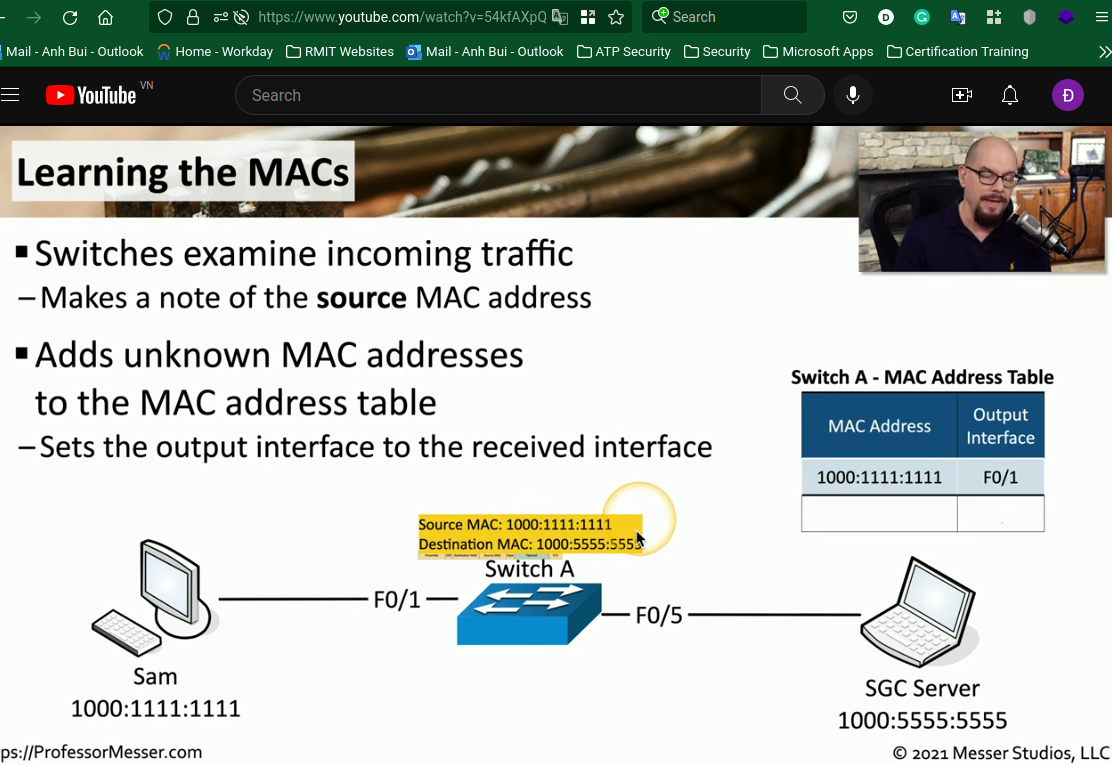 https://www.youtube.com/watch?v=54kfAXpQ
Search
Mail - Anh Bui - Outlook
Home - Workday
RMIT Websites
Mail - Anh Bui - Outlook
ATP Security
Security
Microsoft Apps
Certification Training
YouTube VN
Search
Đ
Learning the MACs
Switches examine incoming traffic
–Makes a note of the source MAC address
Adds unknown MAC addresses
to the MAC address table
–Sets the output interface to the received interface
Switch A - MAC Address Table
MAC Address
Output
Interface
1000:1111:1111
F0/1
Source MAC: 1000:1111:1111
Destination MAC: 1000:5555:5555
Switch A
F0/1
F0/5
Sam
1000:1111:1111
SGC Server
1000:5555:5555
ps://ProfessorMesser.com
© 2021 Messer Studios, LLC